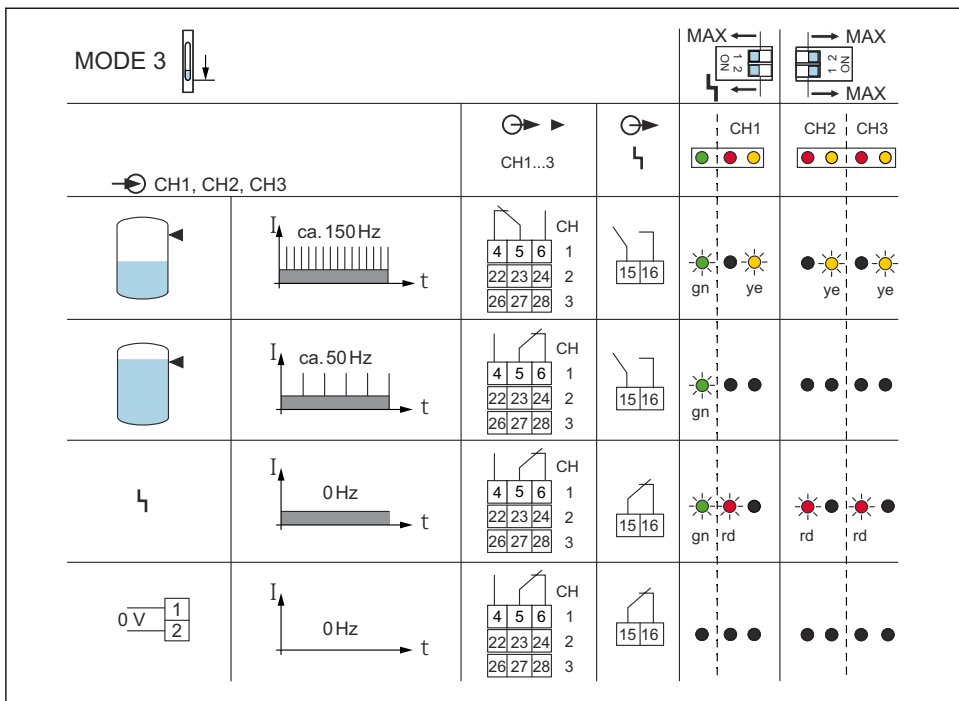 MODE 3
MAX
ON 1 2
MAX
1 2 ON
MAX
CH1...3
CH1
CH2 CH3
CH1, CH2, CH3
I ca. 150 Hz t
CH
4 5 6 1
22 23 24 2
26 27 28 3
15 16
gn ye
ye ye
I ca. 50 Hz t
CH
4 5 6 1
22 23 24 2
26 27 28 3
15 16
gn
I 0 Hz t
CH
4 5 6 1
22 23 24 2
26 27 28 3
15 16
gn rd
rd rd
0 V 1
2
I 0 Hz t
CH
4 5 6 1
22 23 24 2
26 27 28 3
15 16